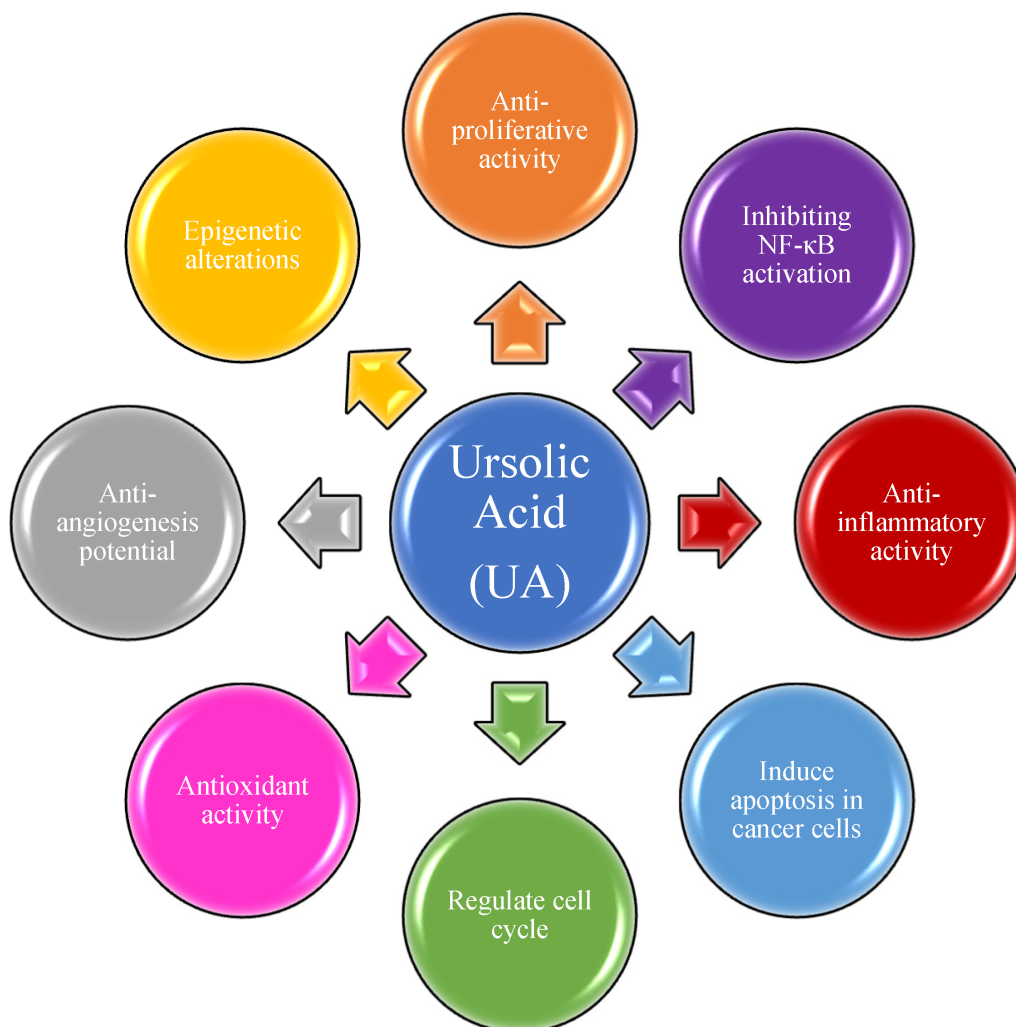 Anti-
proliferative
activity
Inhibiting
NF-κB
activation
Anti-
inflammatory
activity
Induce
apoptosis in
cancer cells
Regulate cell
cycle
Antioxidant
activity
Anti-
angiogenesis
potential
Epigenetic
alterations
Ursolic
Acid
(UA)